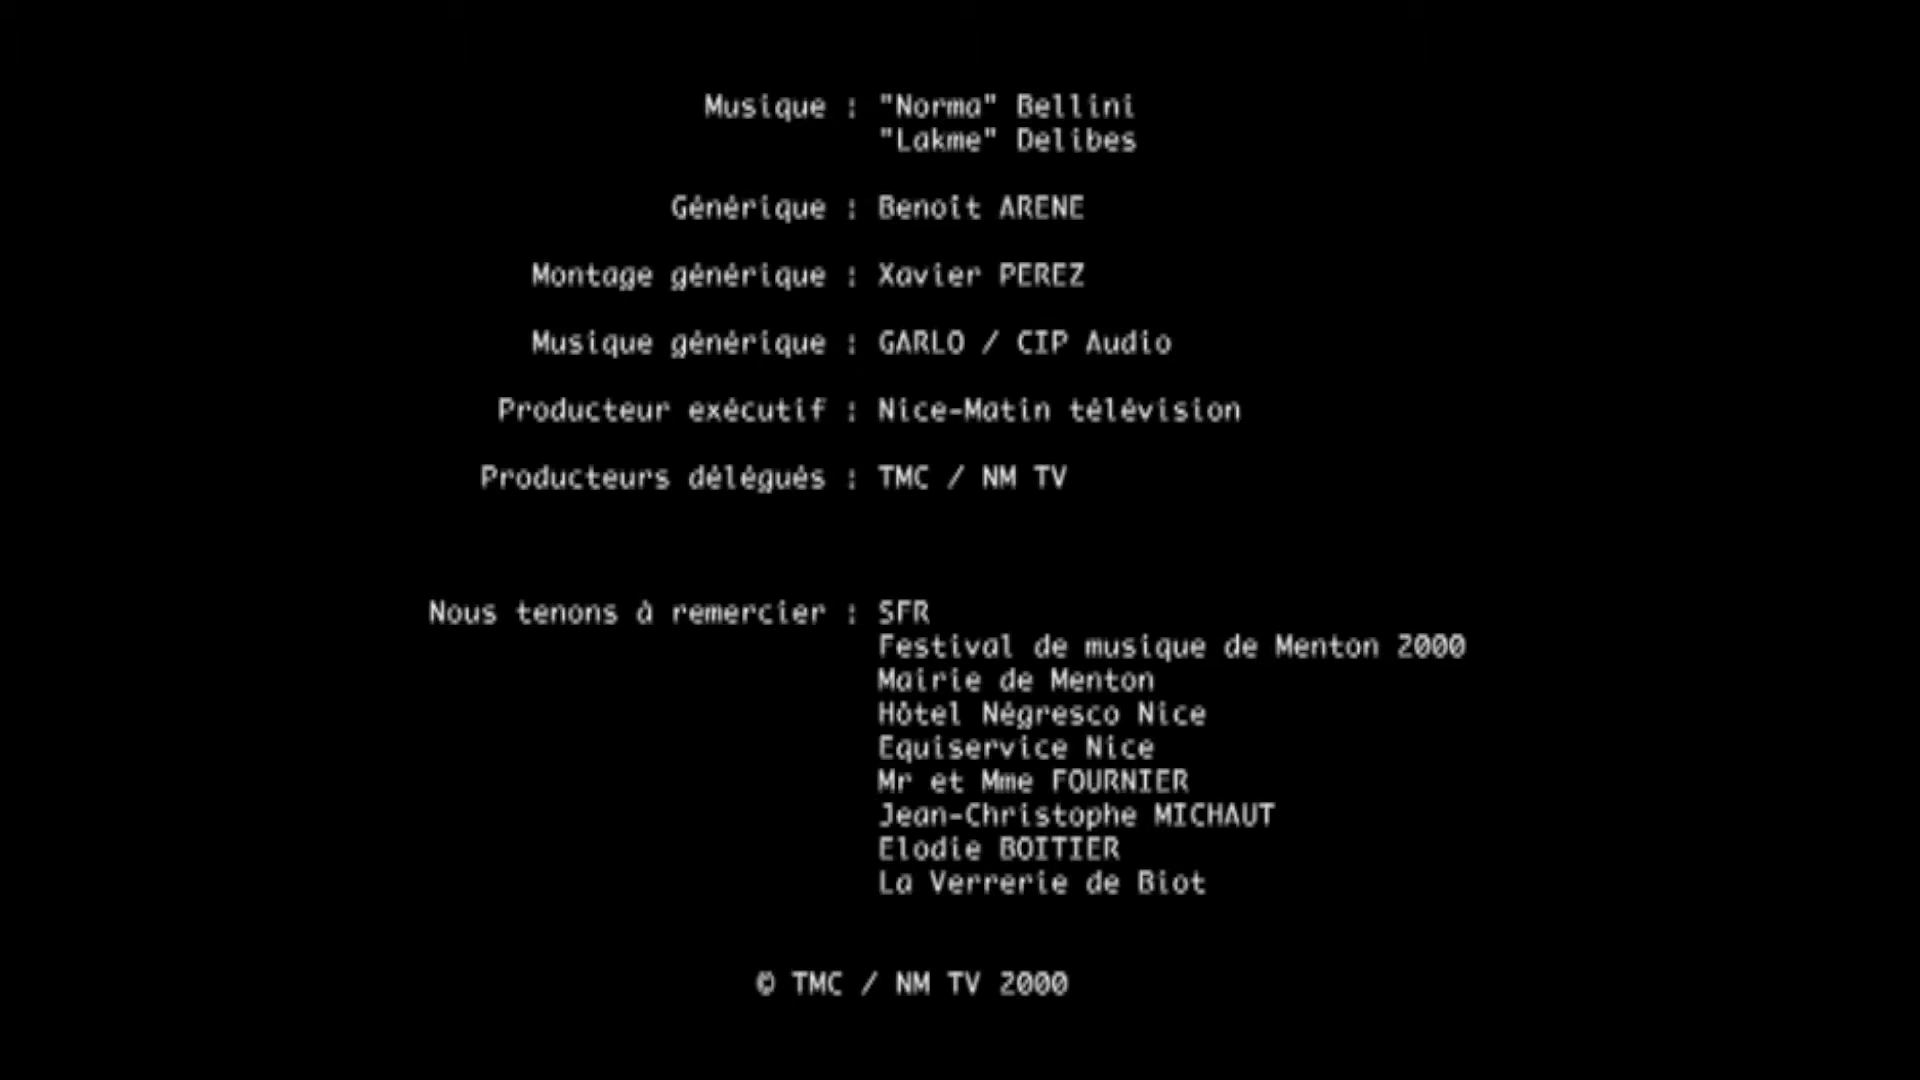 Musique : "Norma" Bellini
"Lakme" Delibes
Générique : Benoit ARENE
Montage générique : Xavier PEREZ
Musique générique : GARLO / CIP Audio
Producteur exécutif : Nice-Matin télévision
Producteurs délégués : TMC / NM TV
Nous tenons à remercier : SFR
Festival de musique de Menton 2000
Mairie de Menton
Hôtel Négresco Nice
Equiservice Nice
Mr et Mme FOURNIER
Jean-Christophe MICHAUT
Elodie BOITIER
La Verrerie de Biot
© TMC / NM TV 2000